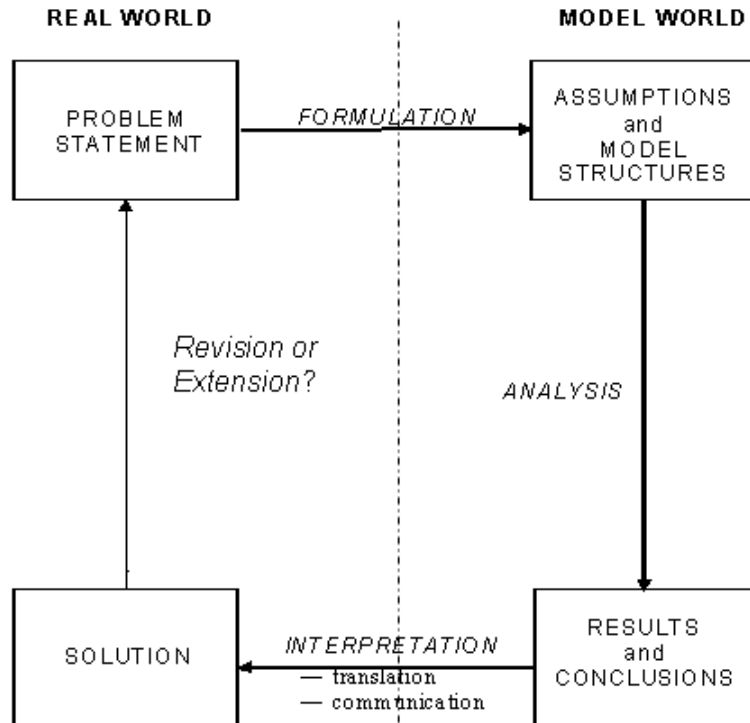 REAL WORLD
MODEL WORLD
PROBLEM
STATEMENT
FORMULATION
ASSUMPTIONS
and
MODEL
STRUCTURES
Revision or
Extension?
ANALYSIS
SOLUTION
INTERPRETATION
— translation
— communication
RESULTS
and
CONCLUSIONS